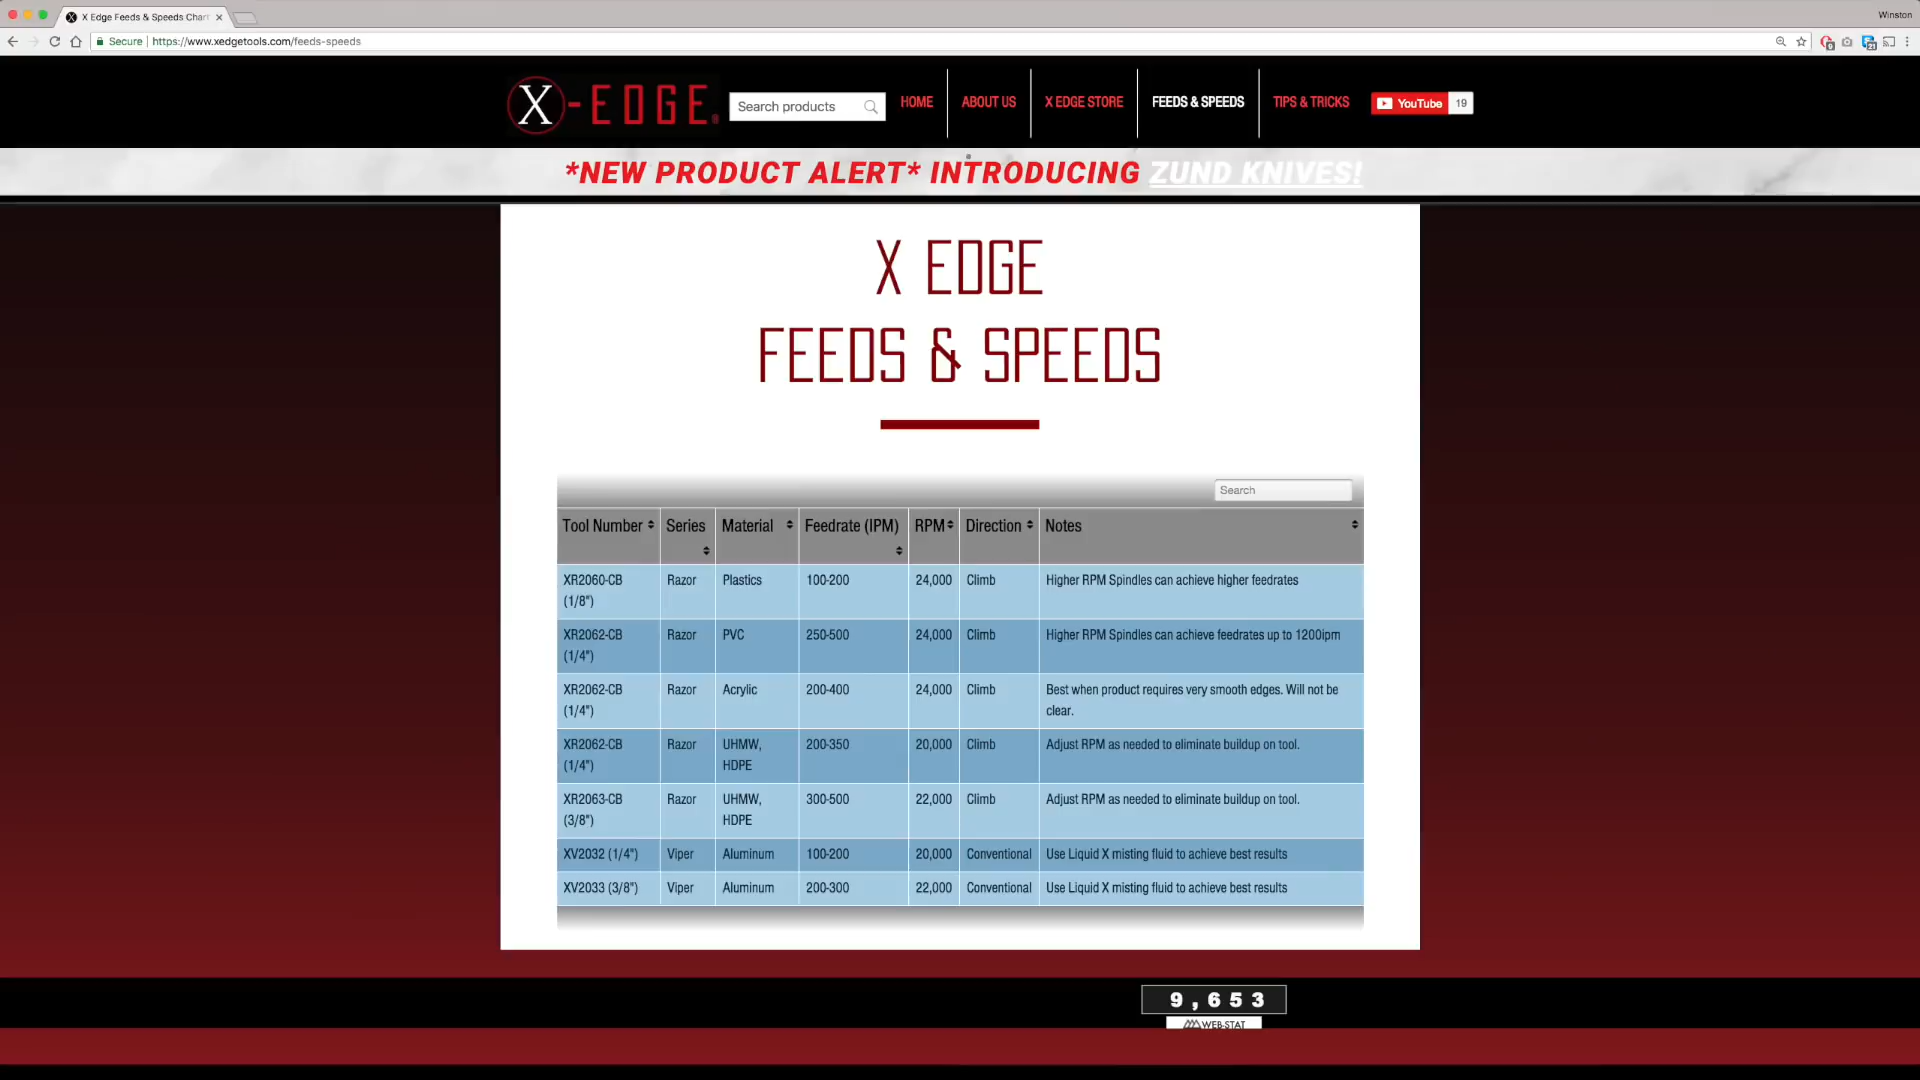 X Edge Feeds & Speeds Char
Winston
Secure
https://www.xedgetools.com/feeds-speeds
X-EDGE
Search products
HOME
ABOUT US
X EDGE STORE
FEEDS & SPEEDS
TIPS & TRICKS
YouTube 19
*NEW PRODUCT ALERT* INTRODUCING ZUND KNIVES!
X EDGE
FEEDS & SPEEDS
Search
Tool Number Series Material Feedrate (IPM) RPM Direction Notes
XR2060-CB (1/8") Razor Plastics 100-200 24,000 Climb Higher RPM Spindles can achieve higher feedrates
XR2062-CB (1/4") Razor PVC 250-500 24,000 Climb Higher RPM Spindles can achieve feedrates up to 1200ipm
XR2062-CB (1/4") Razor Acrylic 200-400 24,000 Climb Best when product requires very smooth edges. Will not be clear.
XR2062-CB (1/4") Razor UHMW, HDPE 200-350 20,000 Climb Adjust RPM as needed to eliminate buildup on tool.
XR2063-CB (3/8") Razor UHMW, HDPE 300-500 22,000 Climb Adjust RPM as needed to eliminate buildup on tool.
XV2032 (1/4") Viper Aluminum 100-200 20,000 Conventional Use Liquid X misting fluid to achieve best results
XV2033 (3/8") Viper Aluminum 200-300 22,000 Conventional Use Liquid X misting fluid to achieve best results
9,653
WEB-STAT